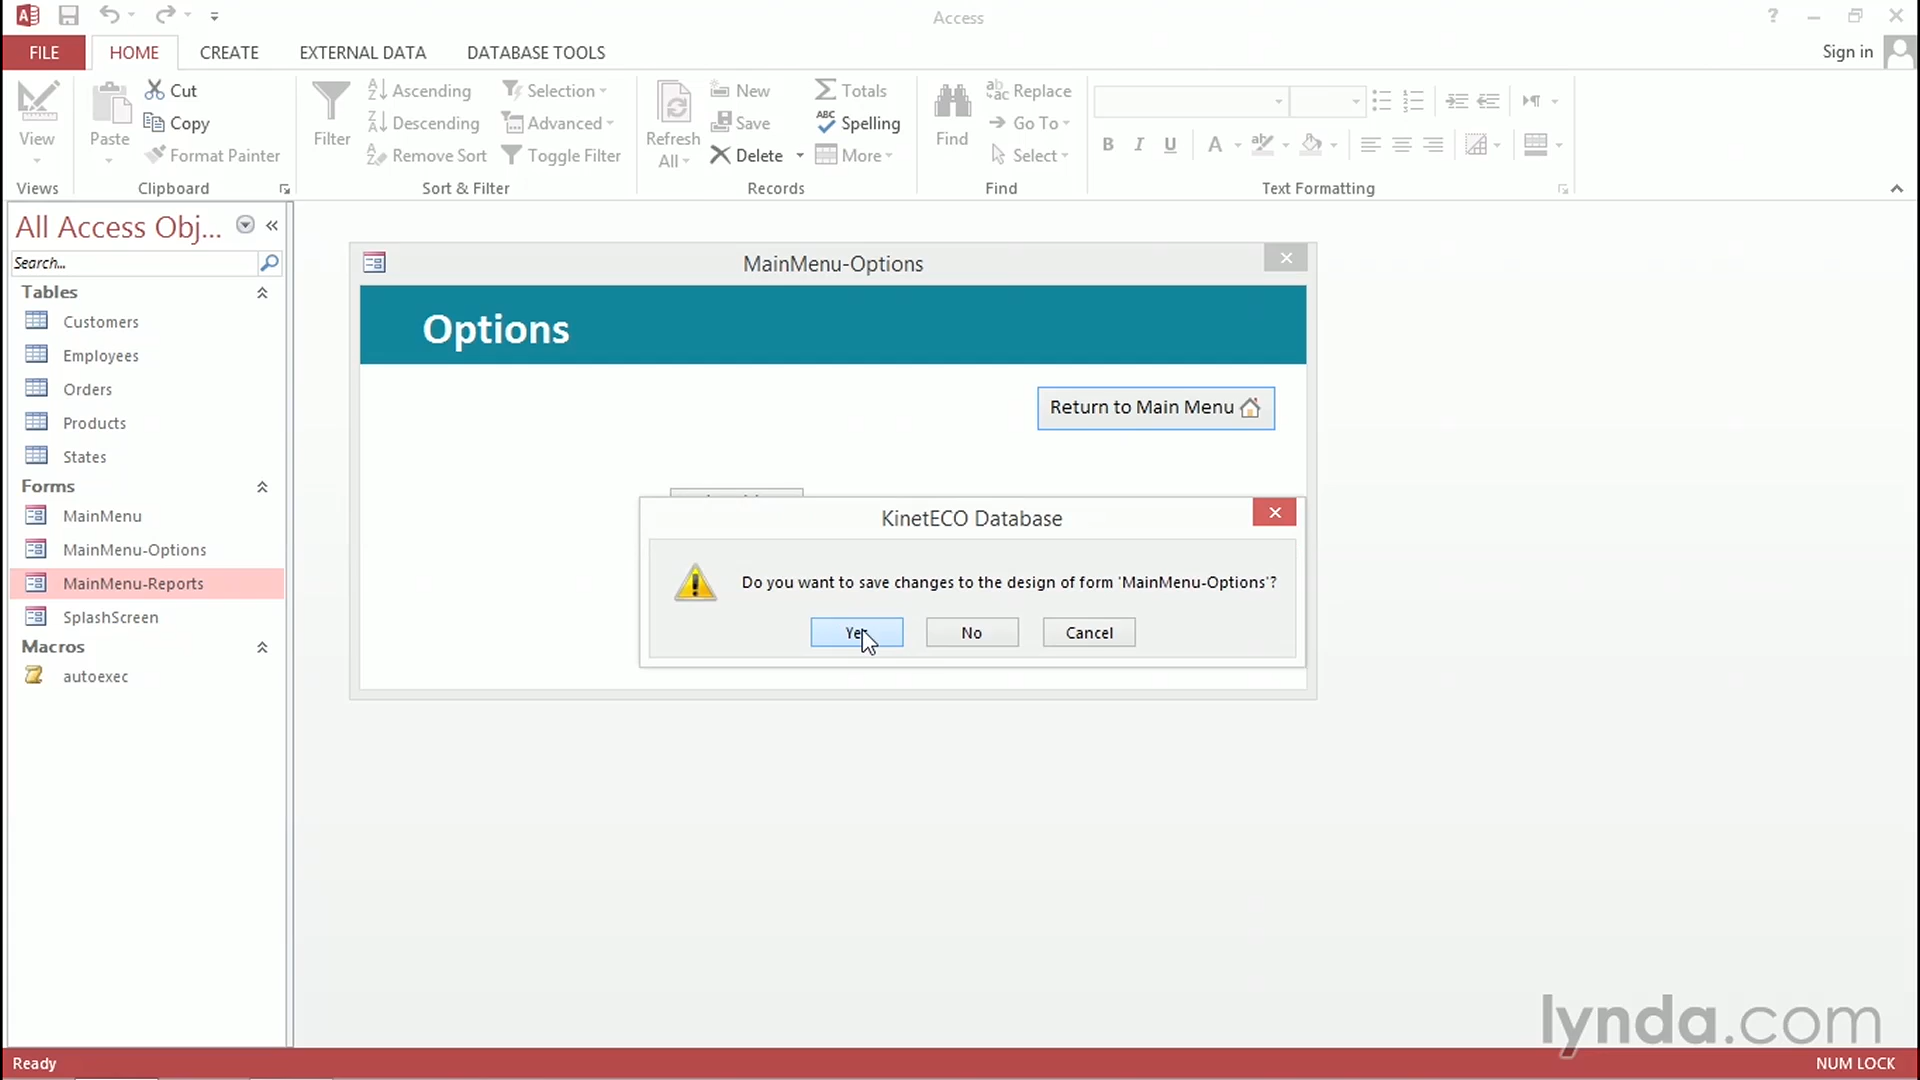 Access
?
FILE
HOME
CREATE
EXTERNAL DATA
DATABASE TOOLS
Sign in
View
Paste
Cut
Copy
Format Painter
Filter
Ascending
Descending
Remove Sort
Selection
Advanced
Toggle Filter
Refresh
All
New
Save
Delete
Totals
Spelling
More
Find
Replace
Go To
Select
B I U A
Views
Clipboard
Sort & Filter
Records
Find
Text Formatting
All Access Obj...
Search...
Tables
Customers
Employees
Orders
Products
States
Forms
MainMenu
MainMenu-Options
MainMenu-Reports
SplashScreen
Macros
autoexec
MainMenu-Options
Options
Return to Main Menu
KinetECO Database
Do you want to save changes to the design of form 'MainMenu-Options'?
No
Cancel
lynda.com
Ready
NUM LOCK